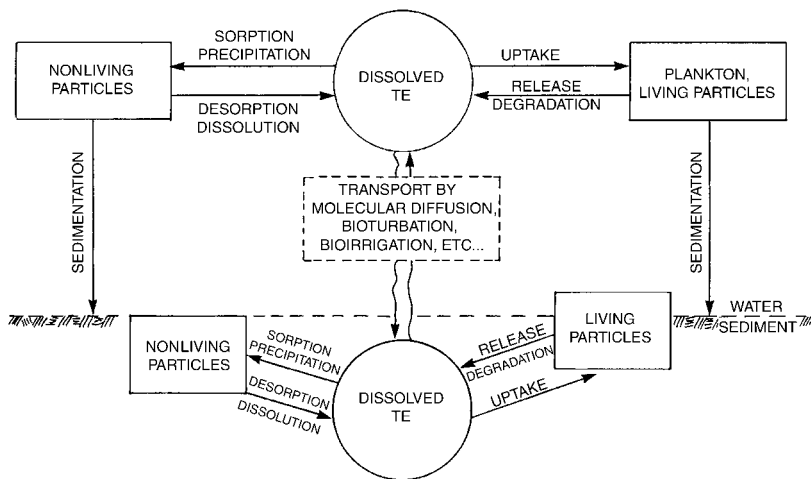 SORPTION
PRECIPITATION
NONLIVING
PARTICLES
DESORPTION
DISSOLUTION
DISSOLVED
TE
UPTAKE
RELEASE
DEGRADATION
PLANKTON,
LIVING PARTICLES
SEDIMENTATION
SEDIMENTATION
TRANSPORT BY
MOLECULAR DIFFUSION,
BIOTURBATION,
BIOIRRIGATION, ETC...
WATER
SEDIMENT
NONLIVING
PARTICLES
SORPTION
PRECIPITATION
DESORPTION
DISSOLUTION
DISSOLVED
TE
RELEASE
DEGRADATION
UPTAKE
LIVING
PARTICLES